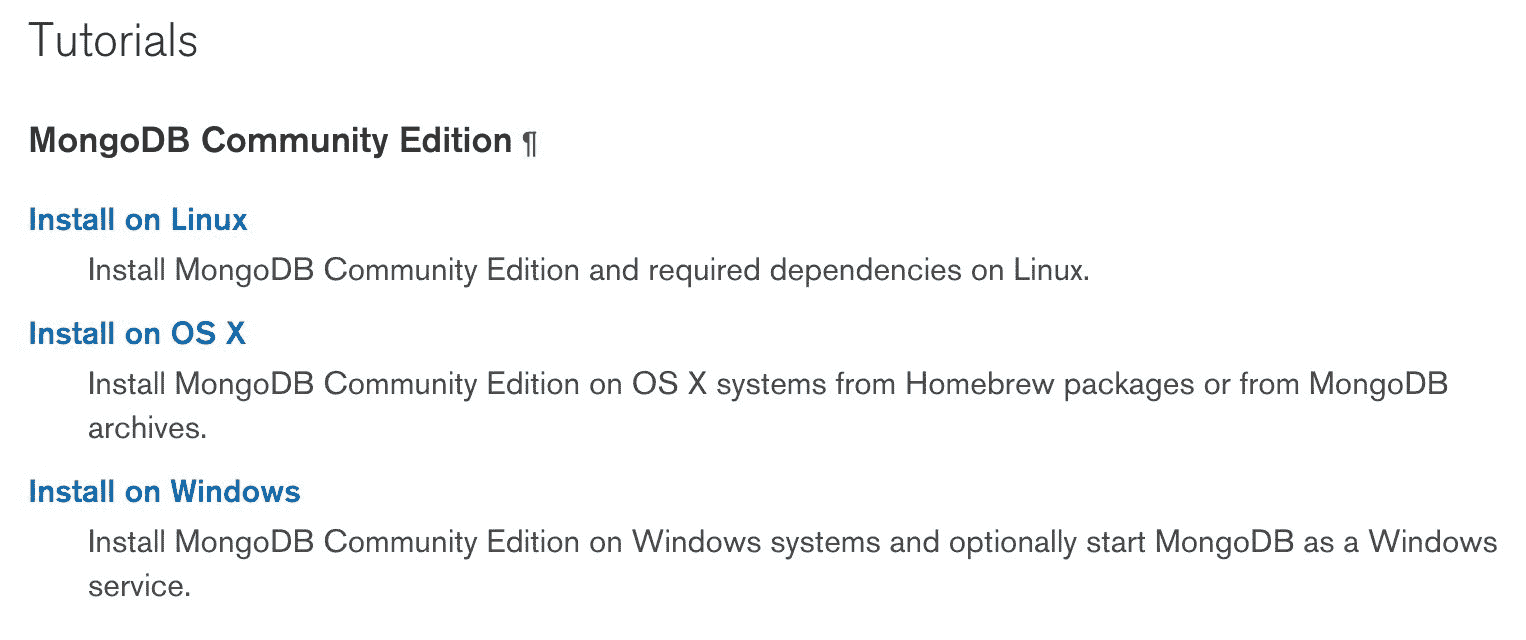 Tutorials
MongoDB Community Edition ¶
Install on Linux
Install MongoDB Community Edition and required dependencies on Linux.
Install on OS X
Install MongoDB Community Edition on OS X systems from Homebrew packages or from MongoDB
archives.
Install on Windows
Install MongoDB Community Edition on Windows systems and optionally start MongoDB as a Windows
service.